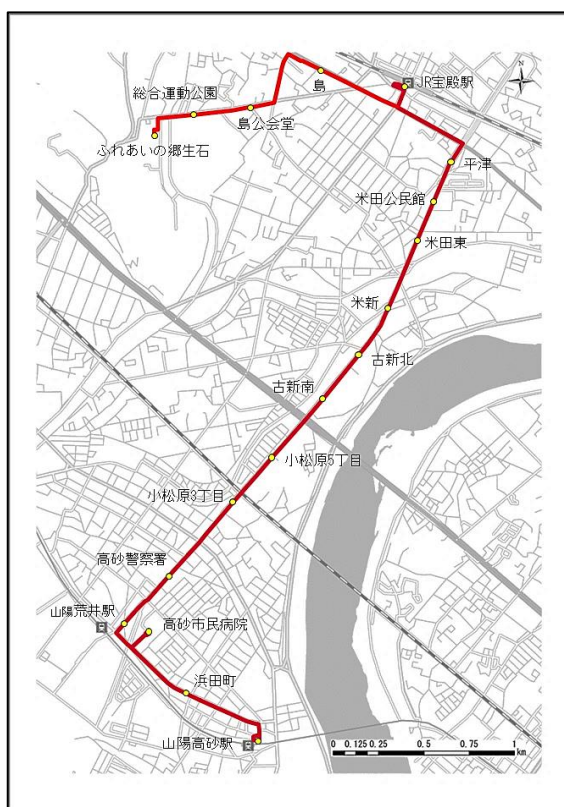 島
JR宝殿駅
N
総合運動公園
島公会堂
ふれあいの郷生石
平津
米田公民館
米田東
米新
古新北
古新南
小松原5丁目
小松原3丁目
高砂警察署
山陽荒井駅
高砂市民病院
浜田町
山陽高砂駅
0 0.125 0.25 0.5 0.75 1
km